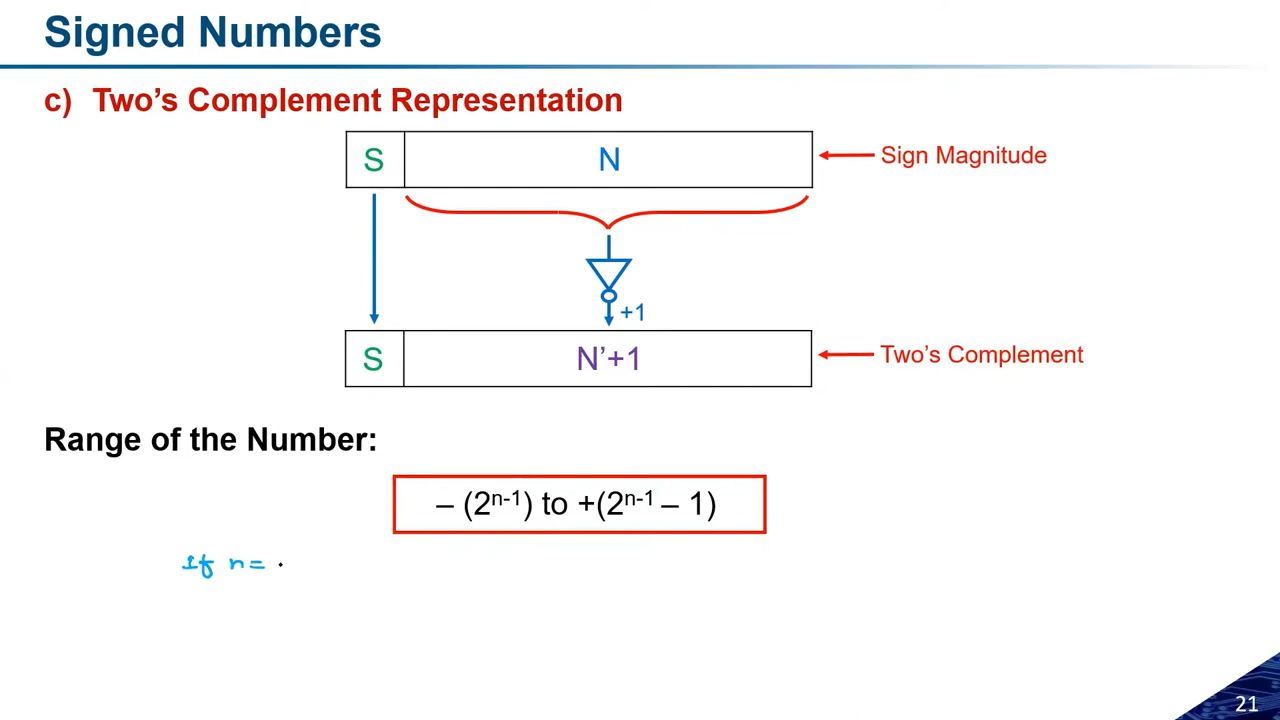 Signed Numbers
c) Two’s Complement Representation
S N
Sign Magnitude
+1
S N’+1
Two’s Complement
Range of the Number:
– (2ⁿ⁻¹) to +(2ⁿ⁻¹ – 1)
If n=
21